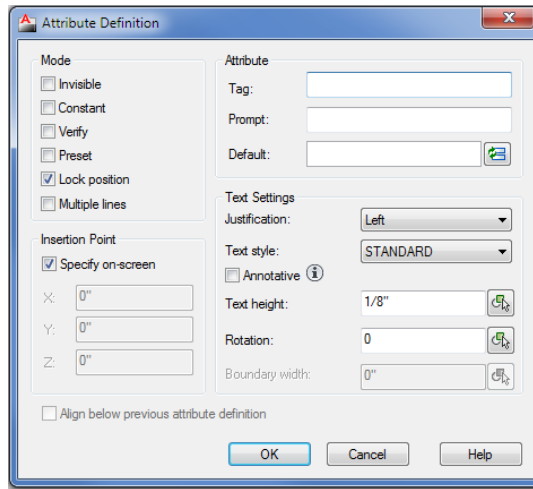 Attribute Definition
Mode
Invisible
Constant
Verify
Preset
Lock position
Multiple lines
Insertion Point
Specify on-screen
X: 0"
Y: 0"
Z: 0"
Attribute
Tag:
Prompt:
Default:
Text Settings
Justification: Left
Text style: STANDARD
Annotative
Text height: 1/8"
Rotation: 0
Boundary width: 0"
Align below previous attribute definition
OK Cancel Help